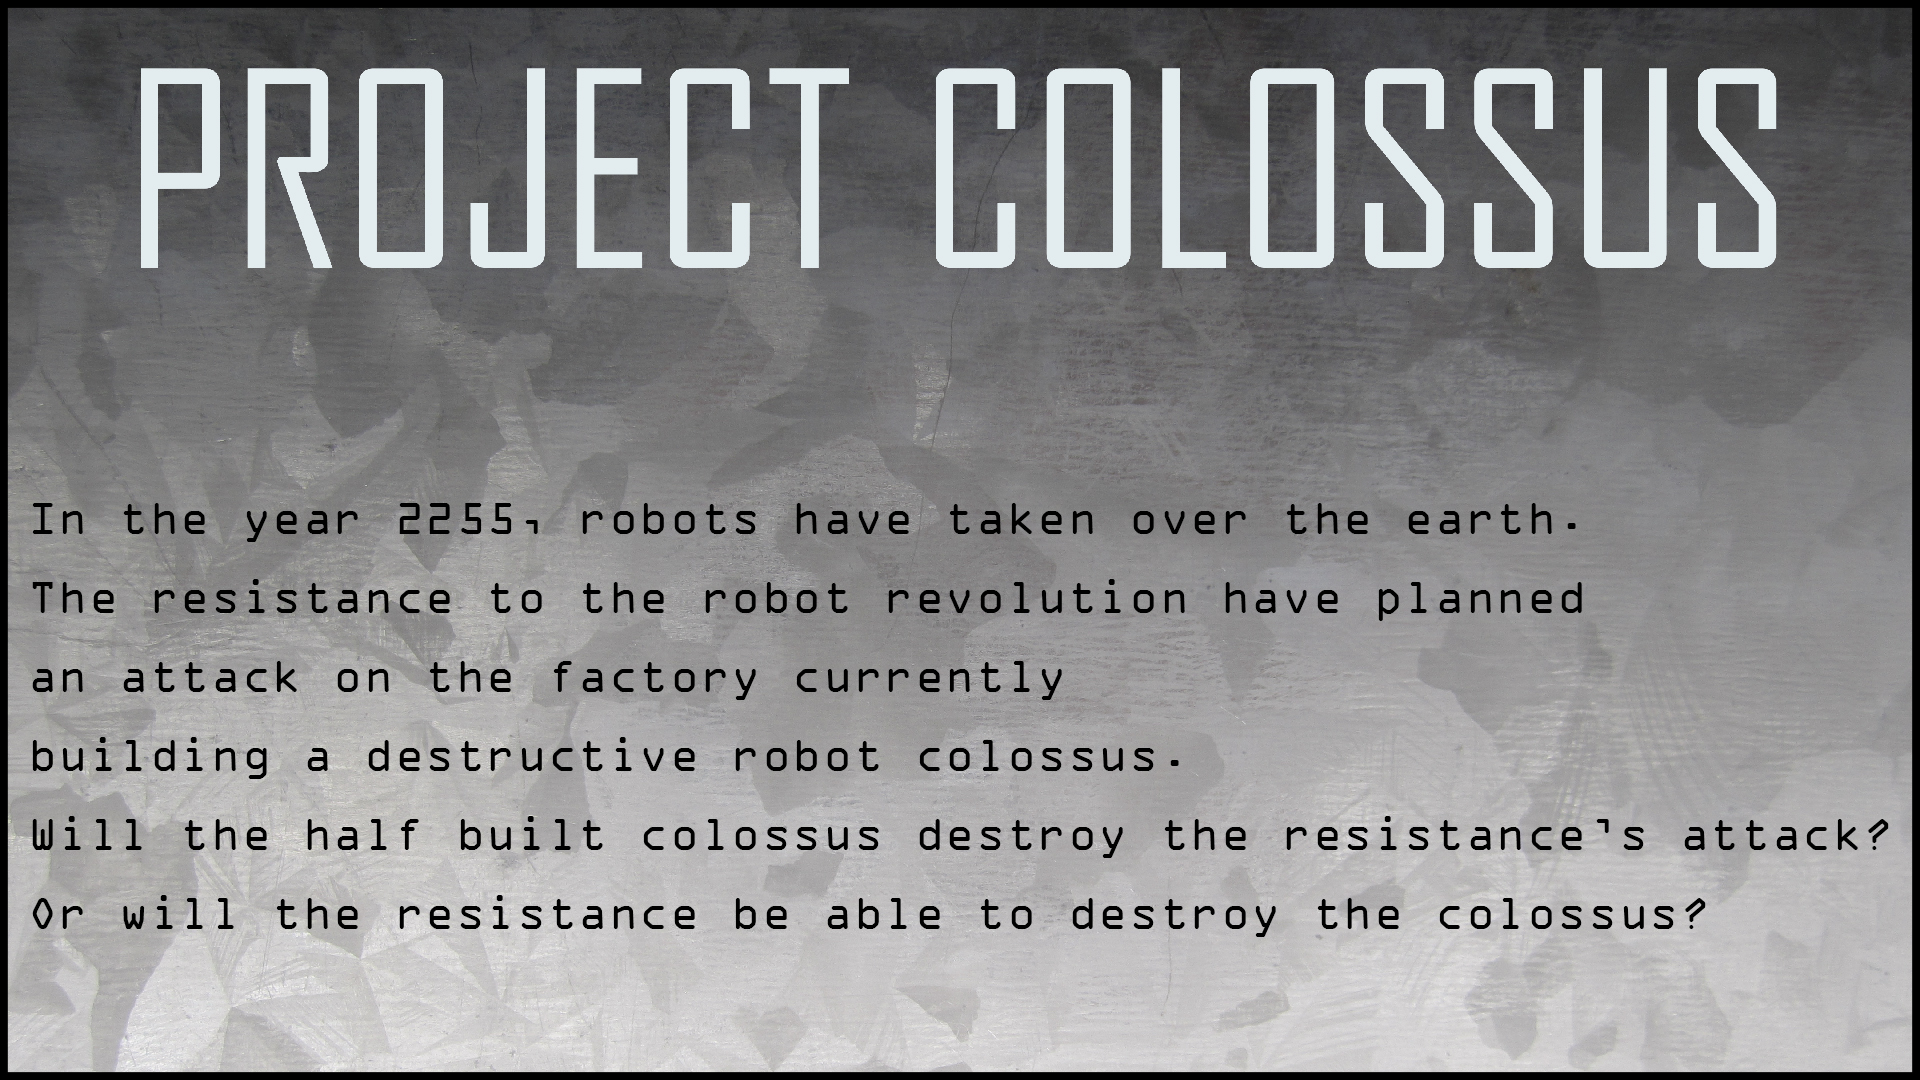 PROJECT COLOSSUS
In the year 2255, robots have taken over the earth.
The resistance to the robot revolution have planned
an attack on the factory currently
building a destructive robot colossus.
Will the half built colossus destroy the resistance's attack?
Or will the resistance be able to destroy the colossus?